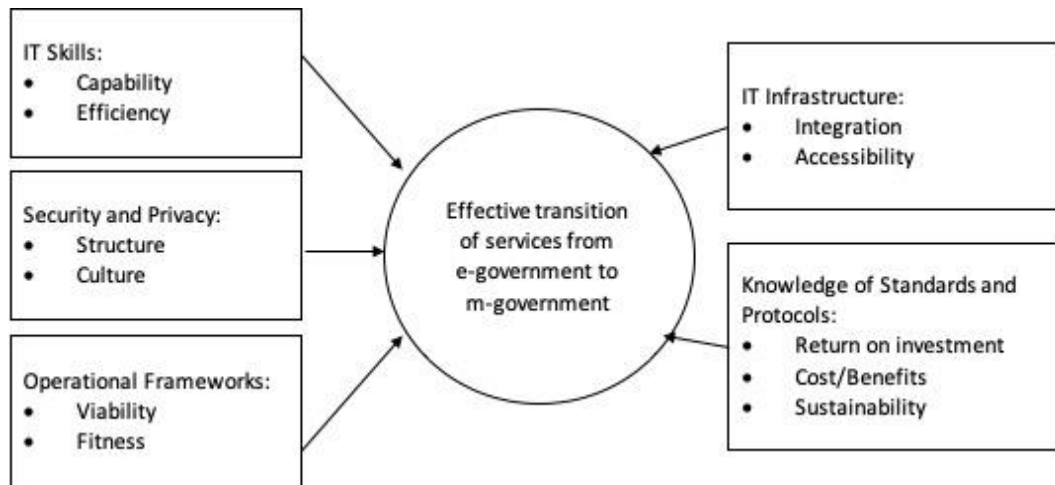 IT Skills:
• Capability
• Efficiency
Security and Privacy:
• Structure
• Culture
Operational Frameworks:
• Viability
• Fitness
Effective transition
of services from
e-government to
m-government
IT Infrastructure:
• Integration
• Accessibility
Knowledge of Standards and
Protocols:
• Return on investment
• Cost/Benefits
• Sustainability